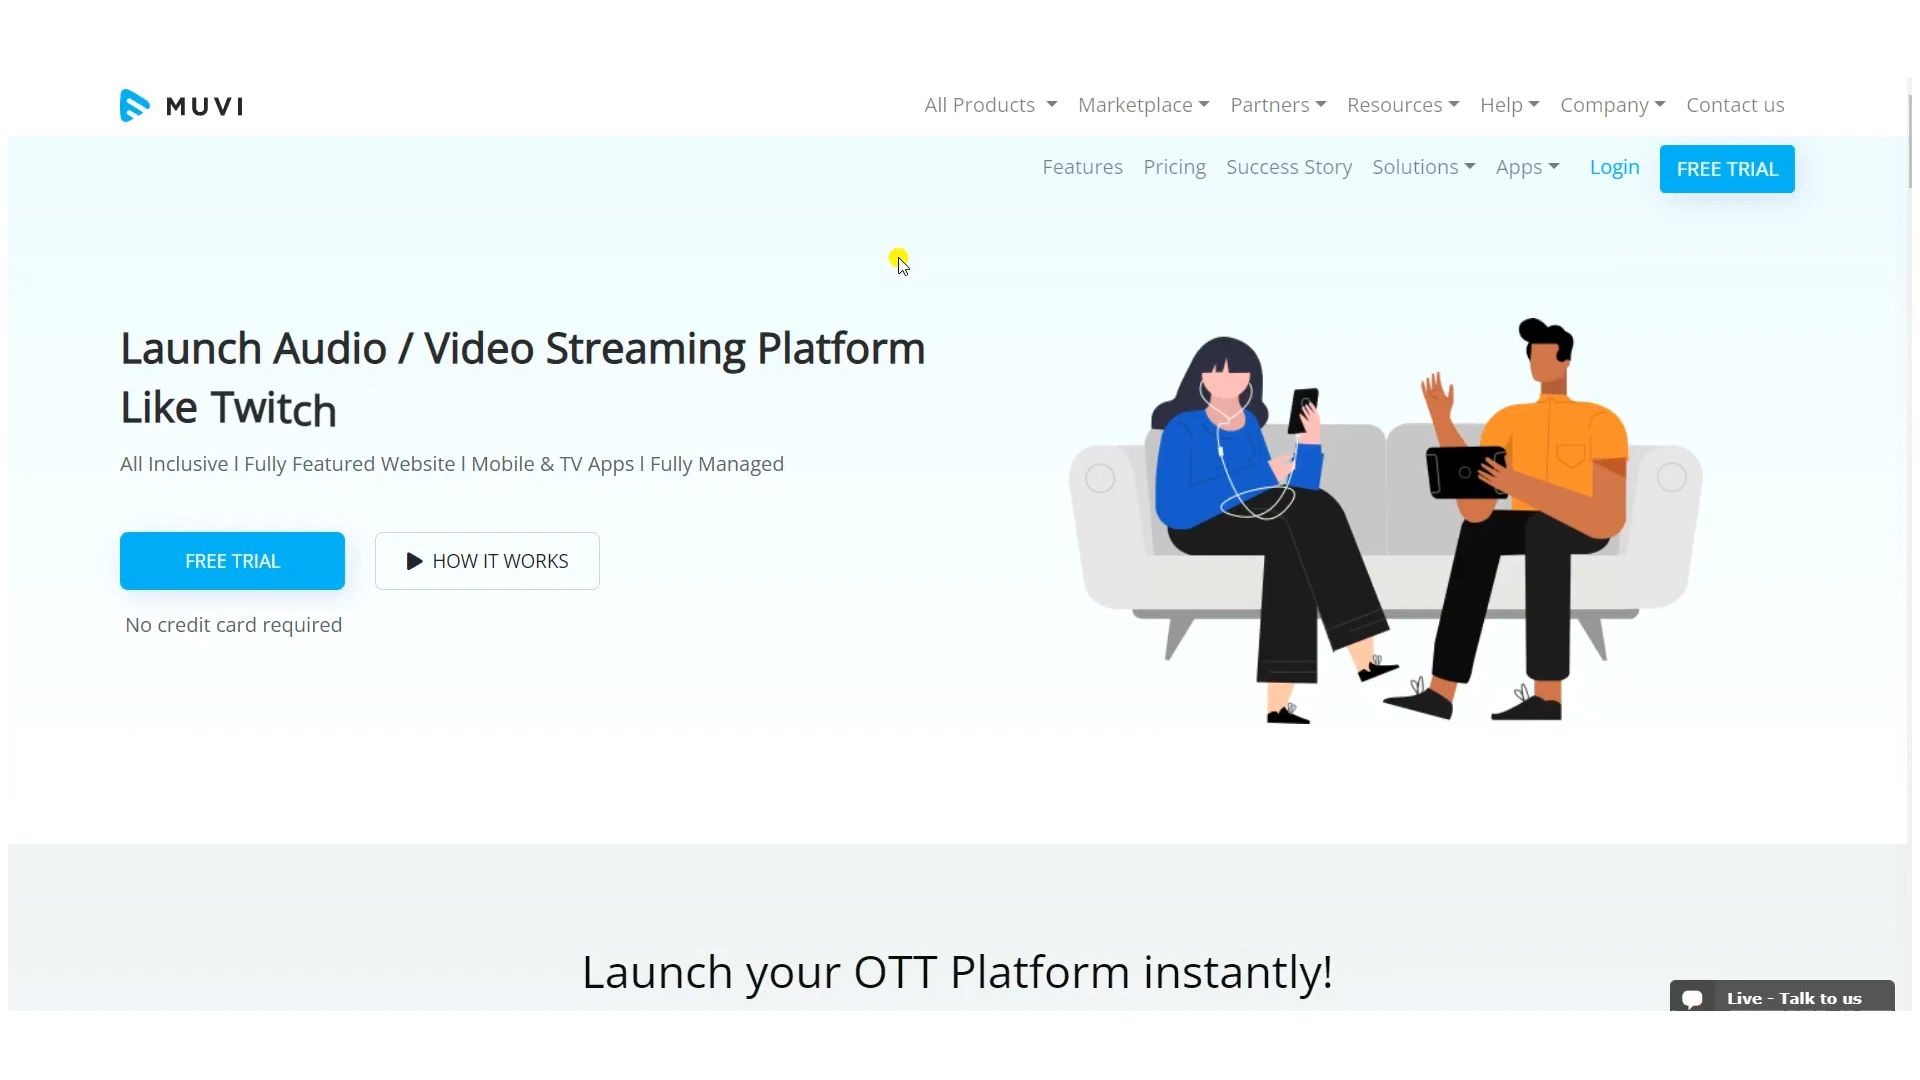 MUVI
All Products Marketplace Partners Resources Help Company Contact us
Features Pricing Success Story Solutions Apps Login FREE TRIAL
Launch Audio / Video Streaming Platform
Like Twitch
All Inclusive l Fully Featured Website l Mobile & TV Apps l Fully Managed
FREE TRIAL HOW IT WORKS
No credit card required
Launch your OTT Platform instantly!
Live - Talk to us